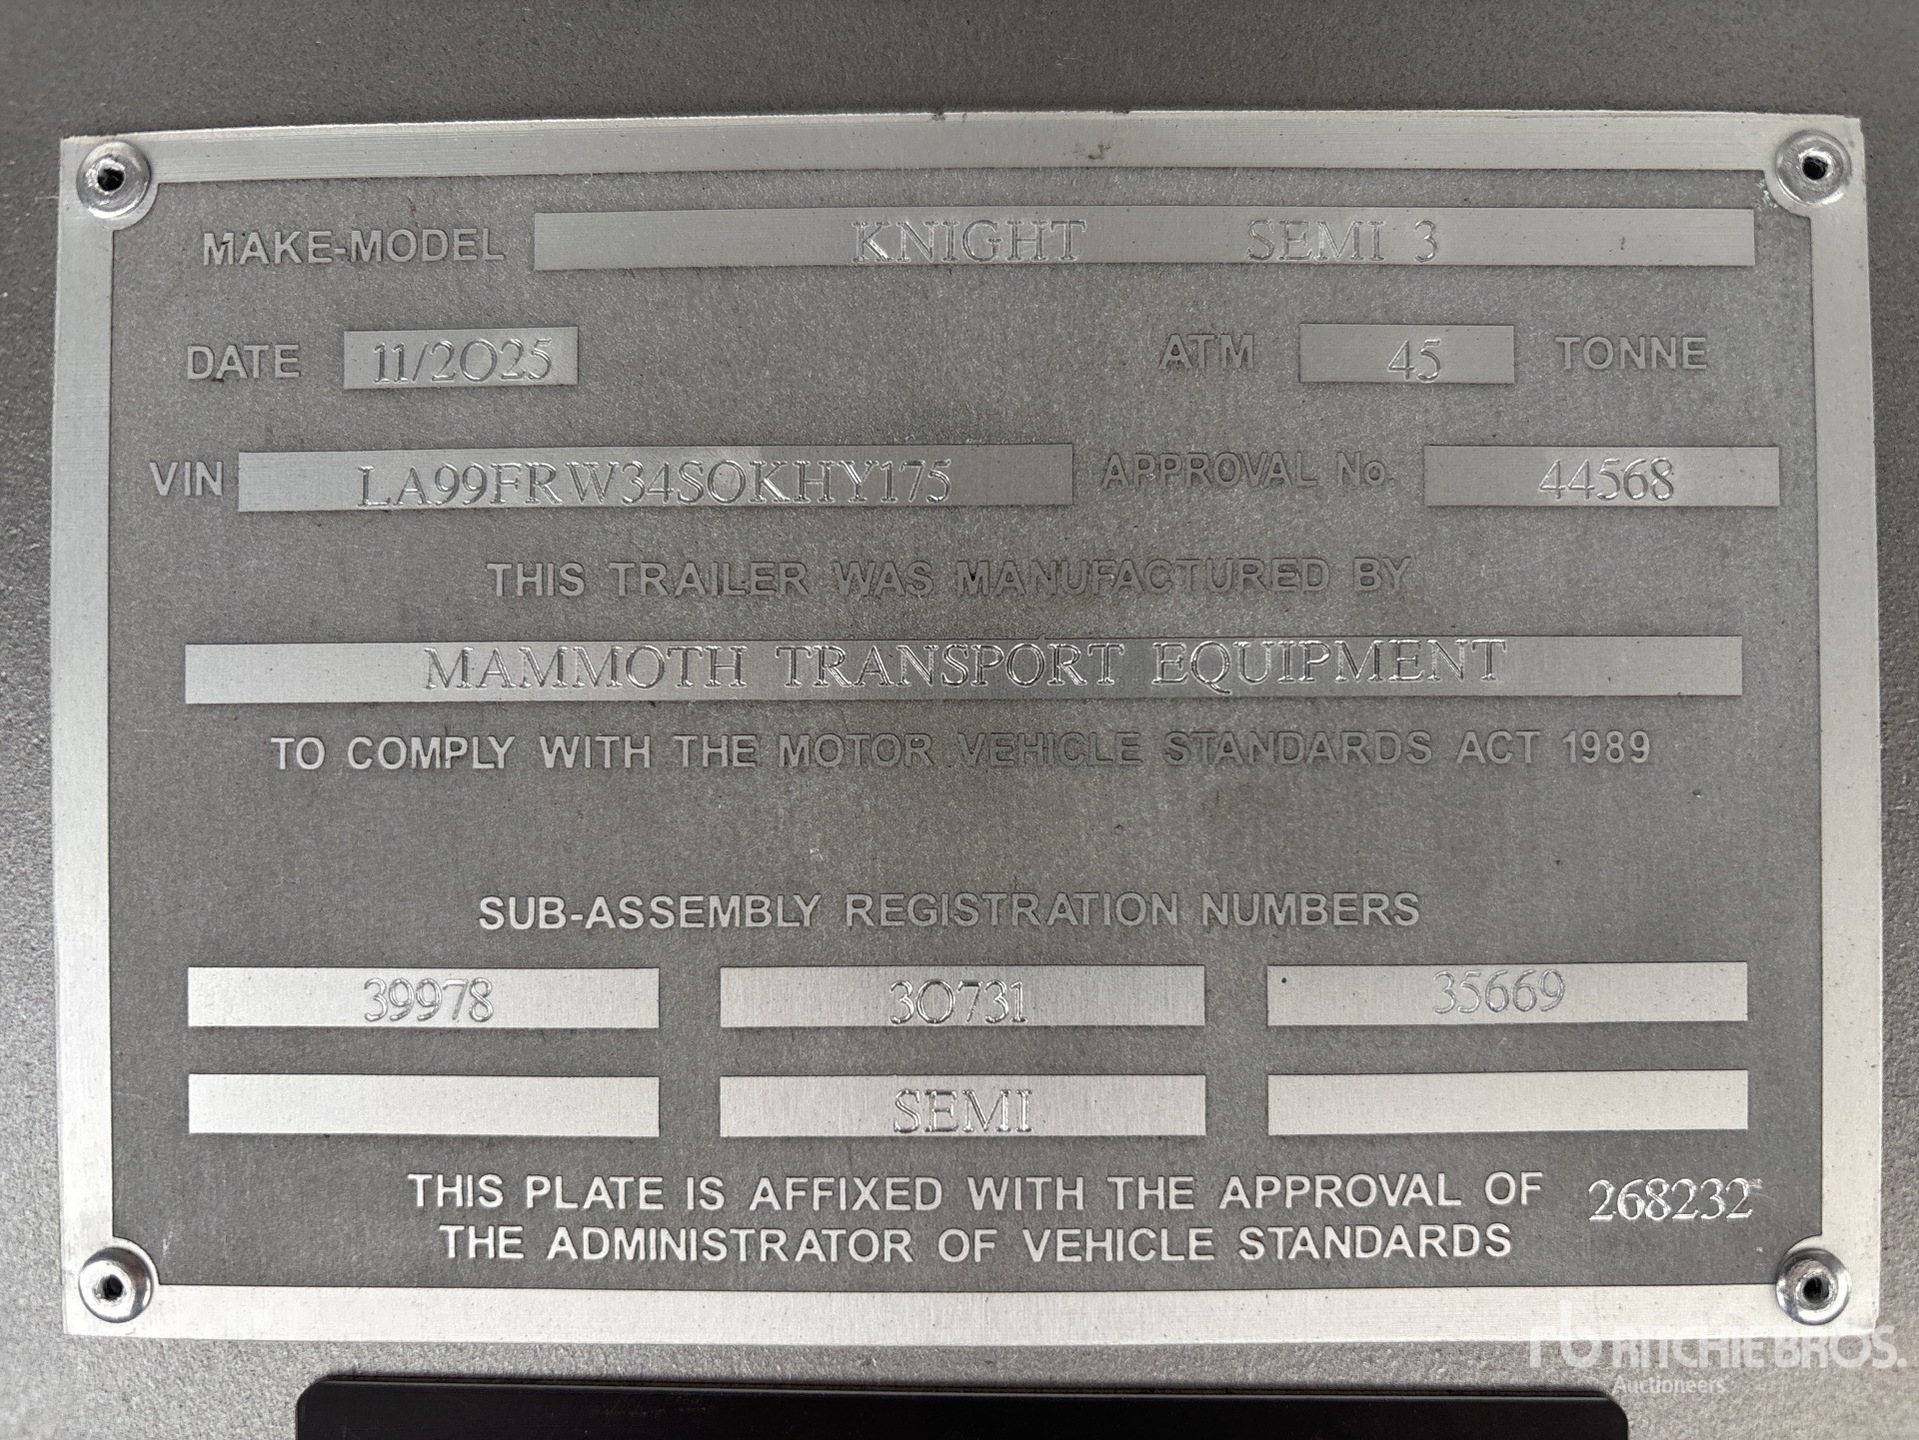 MAKE-MODEL KNIGHT SEMI 3
DATE 11/2025 ATM 45 TONNE
VIN LA99FRW34S0KHY175 APPROVAL No. 44568
THIS TRAILER WAS MANUFACTURED BY
MAMMOTH TRANSPORT EQUIPMENT
TO COMPLY WITH THE MOTOR VEHICLE STANDARDS ACT 1989
SUB-ASSEMBLY REGISTRATION NUMBERS
39978 30731 35669
SEMI
THIS PLATE IS AFFIXED WITH THE APPROVAL OF 268232
THE ADMINISTRATOR OF VEHICLE STANDARDS
rb RITCHIE BROS.
Auctioneers